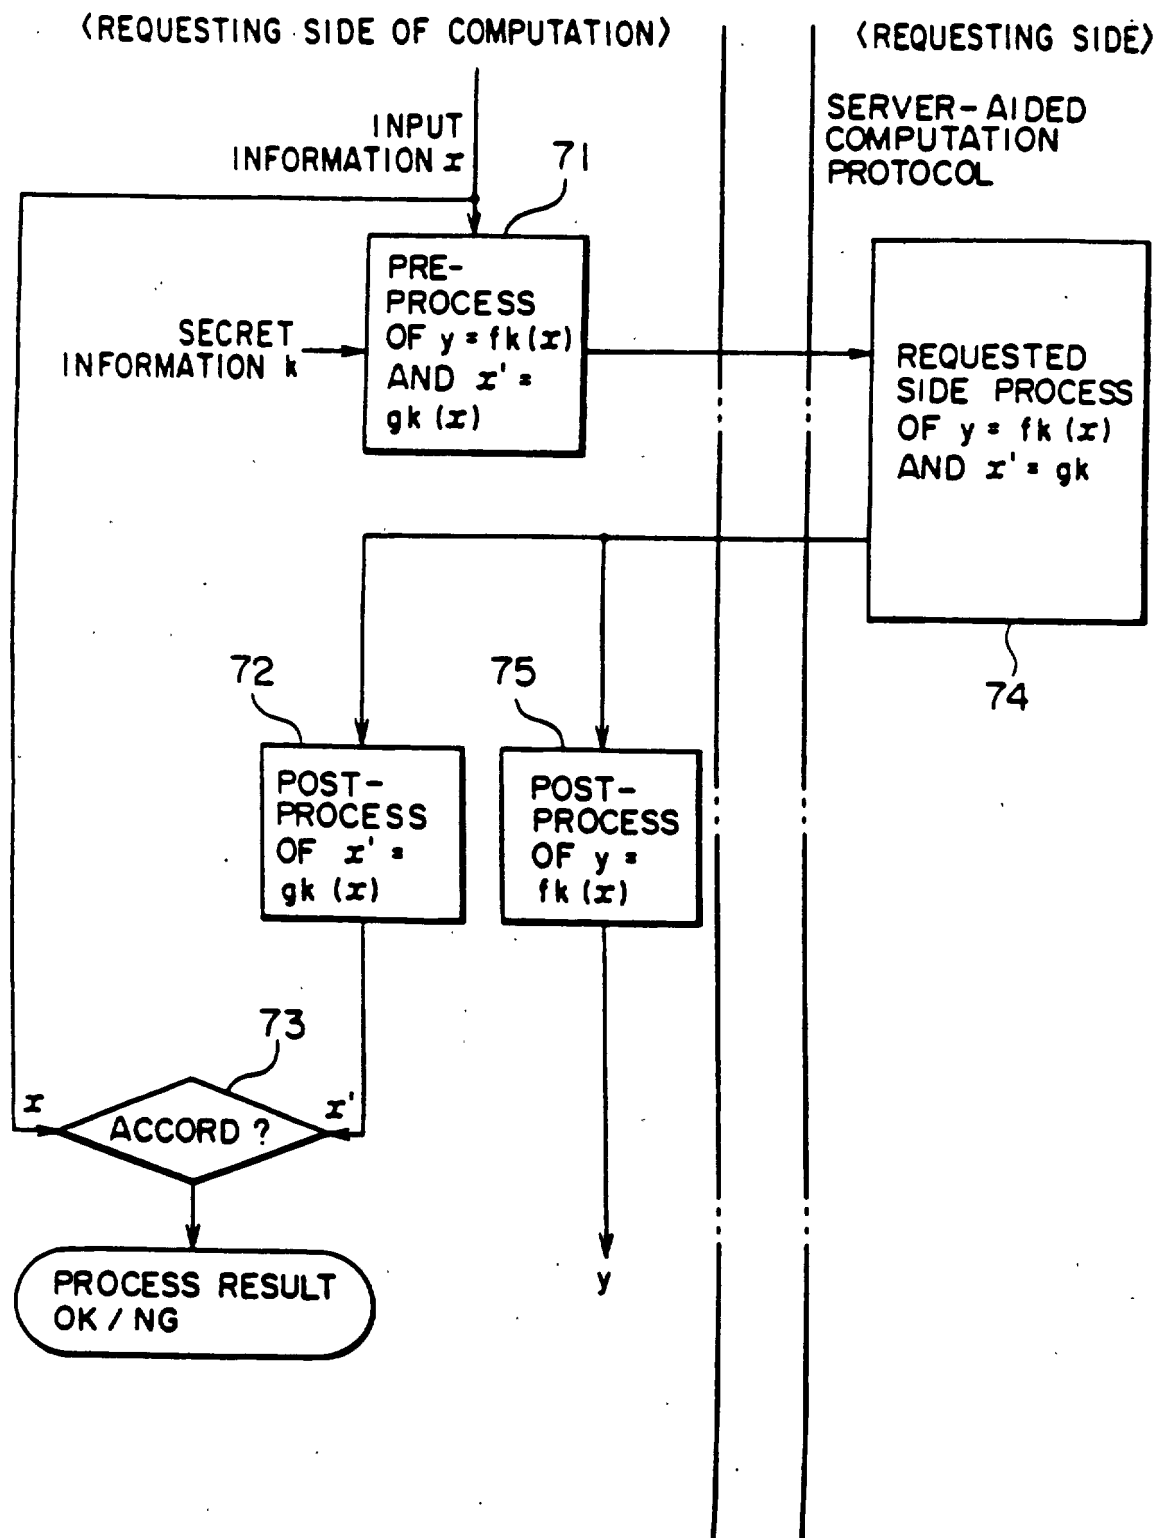 〈REQUESTING SIDE OF COMPUTATION〉
〈REQUESTING SIDE〉
SERVER-AIDED
COMPUTATION
PROTOCOL
INPUT
INFORMATION x
71
PRE-
PROCESS
OF y = fk(x)
AND x' =
gk (x)
SECRET
INFORMATION k
REQUESTED
SIDE PROCESS
OF y = fk (x)
AND x' = gk
74
72
POST-
PROCESS
OF x' =
gk (x)
75
POST-
PROCESS
OF y =
fk (x)
73
x
ACCORD ?
x'
PROCESS RESULT
OK / NG
y